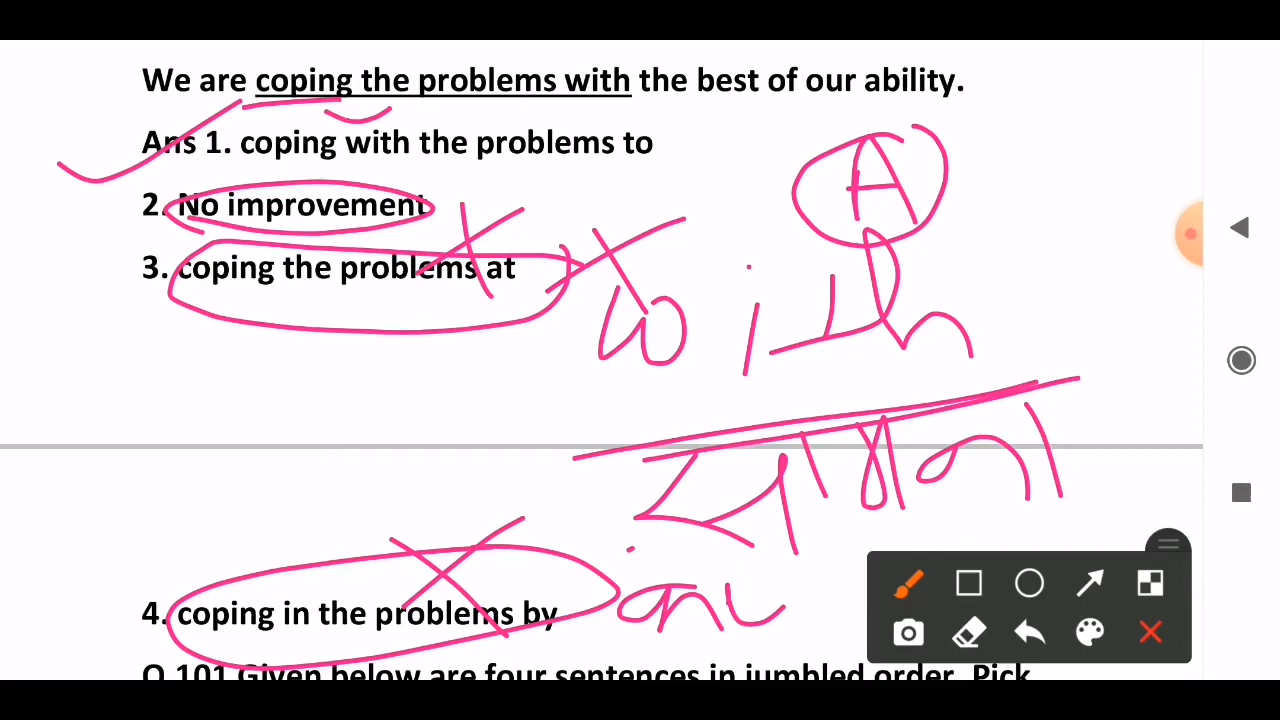 We are coping the problems with the best of our ability.
Ans 1. coping with the problems to
A
2. No improvement
3. coping the problems at
with
4. coping in the problems by
Q.101 Given below are four sentences in jumbled order. Pick